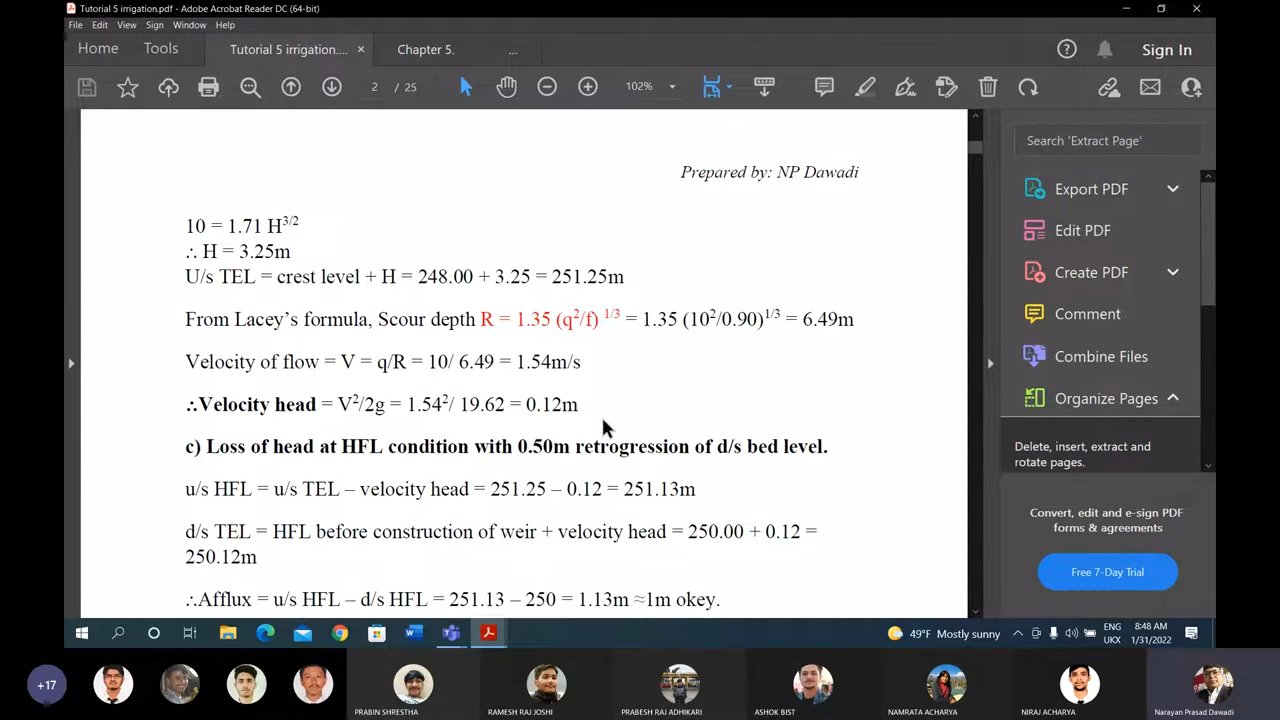 Tutorial 5 irrigation.pdf - Adobe Acrobat Reader DC (64-bit)
File Edit View Sign Window Help
Home Tools Tutorial 5 irrigation.... × Chapter 5. ... Sign In
2 / 25 102%
Prepared by: NP Dawadi
10 = 1.71 H3/2
∴ H = 3.25m
U/s TEL = crest level + H = 248.00 + 3.25 = 251.25m
From Lacey's formula, Scour depth R = 1.35 (q2/f) 1/3 = 1.35 (102/0.90)1/3 = 6.49m
Velocity of flow = V = q/R = 10/ 6.49 = 1.54m/s
∴Velocity head = V2/2g = 1.542/ 19.62 = 0.12m
c) Loss of head at HFL condition with 0.50m retrogression of d/s bed level.
u/s HFL = u/s TEL – velocity head = 251.25 – 0.12 = 251.13m
d/s TEL = HFL before construction of weir + velocity head = 250.00 + 0.12 =
250.12m
∴Afflux = u/s HFL – d/s HFL = 251.13 – 250 = 1.13m ≈1m okey.
Search 'Extract Page'
Export PDF
Edit PDF
Create PDF
Comment
Combine Files
Organize Pages
Delete, insert, extract and
rotate pages.
Convert, edit and e-sign PDF
forms & agreements
Free 7-Day Trial
49°F Mostly sunny
ENG
UKX
8:48 AM
1/31/2022
+17
PRABIN SHRESTHA
RAMESH RAJ JOSHI
PRABESH RAJ ADHIKARI
ASHOK BIST
NAMRATA ACHARYA
NIRAJ ACHARYA
Narayan Prasad Dawadi